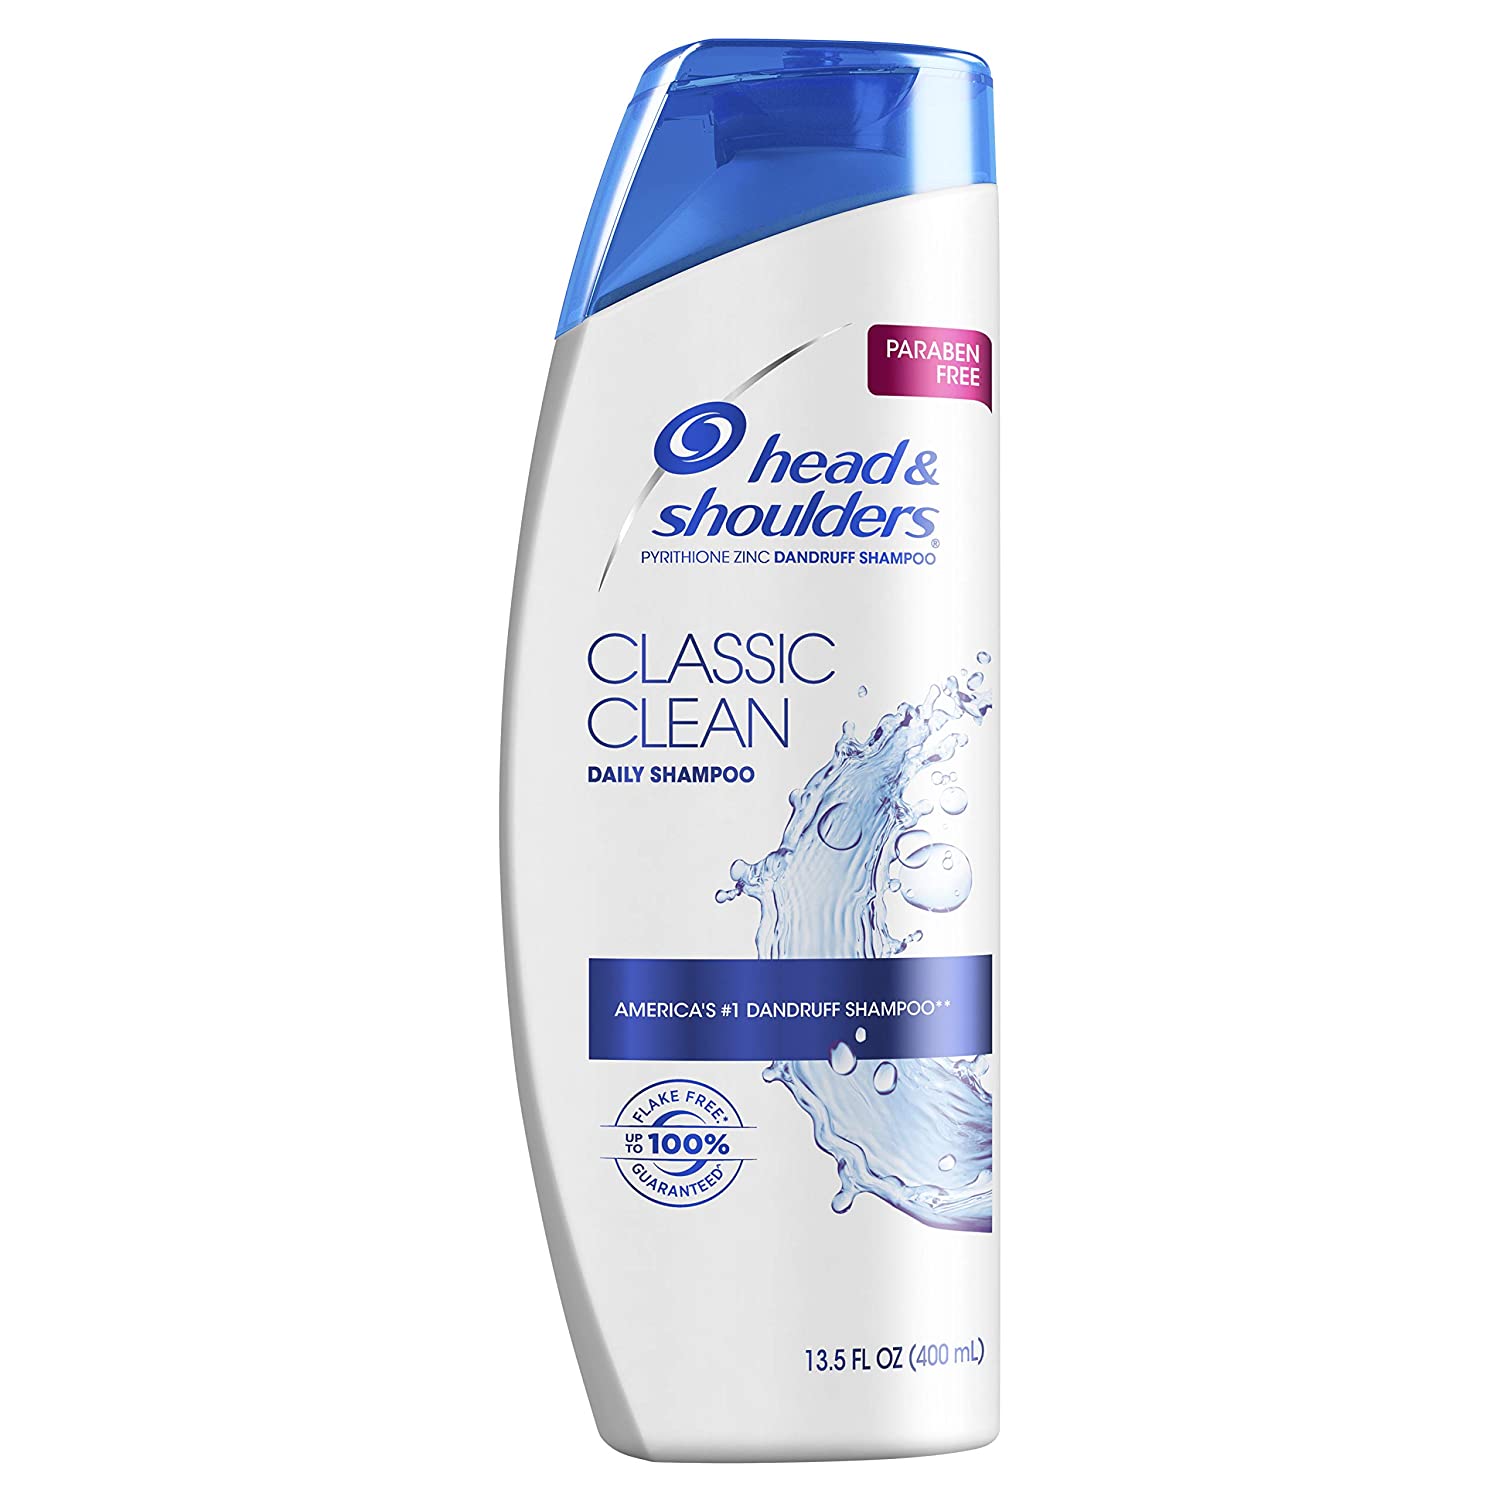 PARABEN
FREE
head &
shoulders®
PYRITHIONE ZINC DANDRUFF SHAMPOO
CLASSIC
CLEAN
DAILY SHAMPOO
AMERICA'S #1 DANDRUFF SHAMPOO**
FLAKE FREE*
UP
TO 100%
GUARANTEED^
13.5 FL OZ (400 mL)